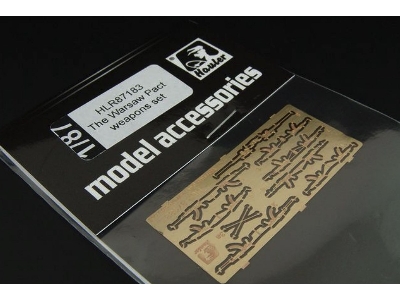 Hauler
HLR87183
The Warsaw Pact
weapons set
1/87
model accessories